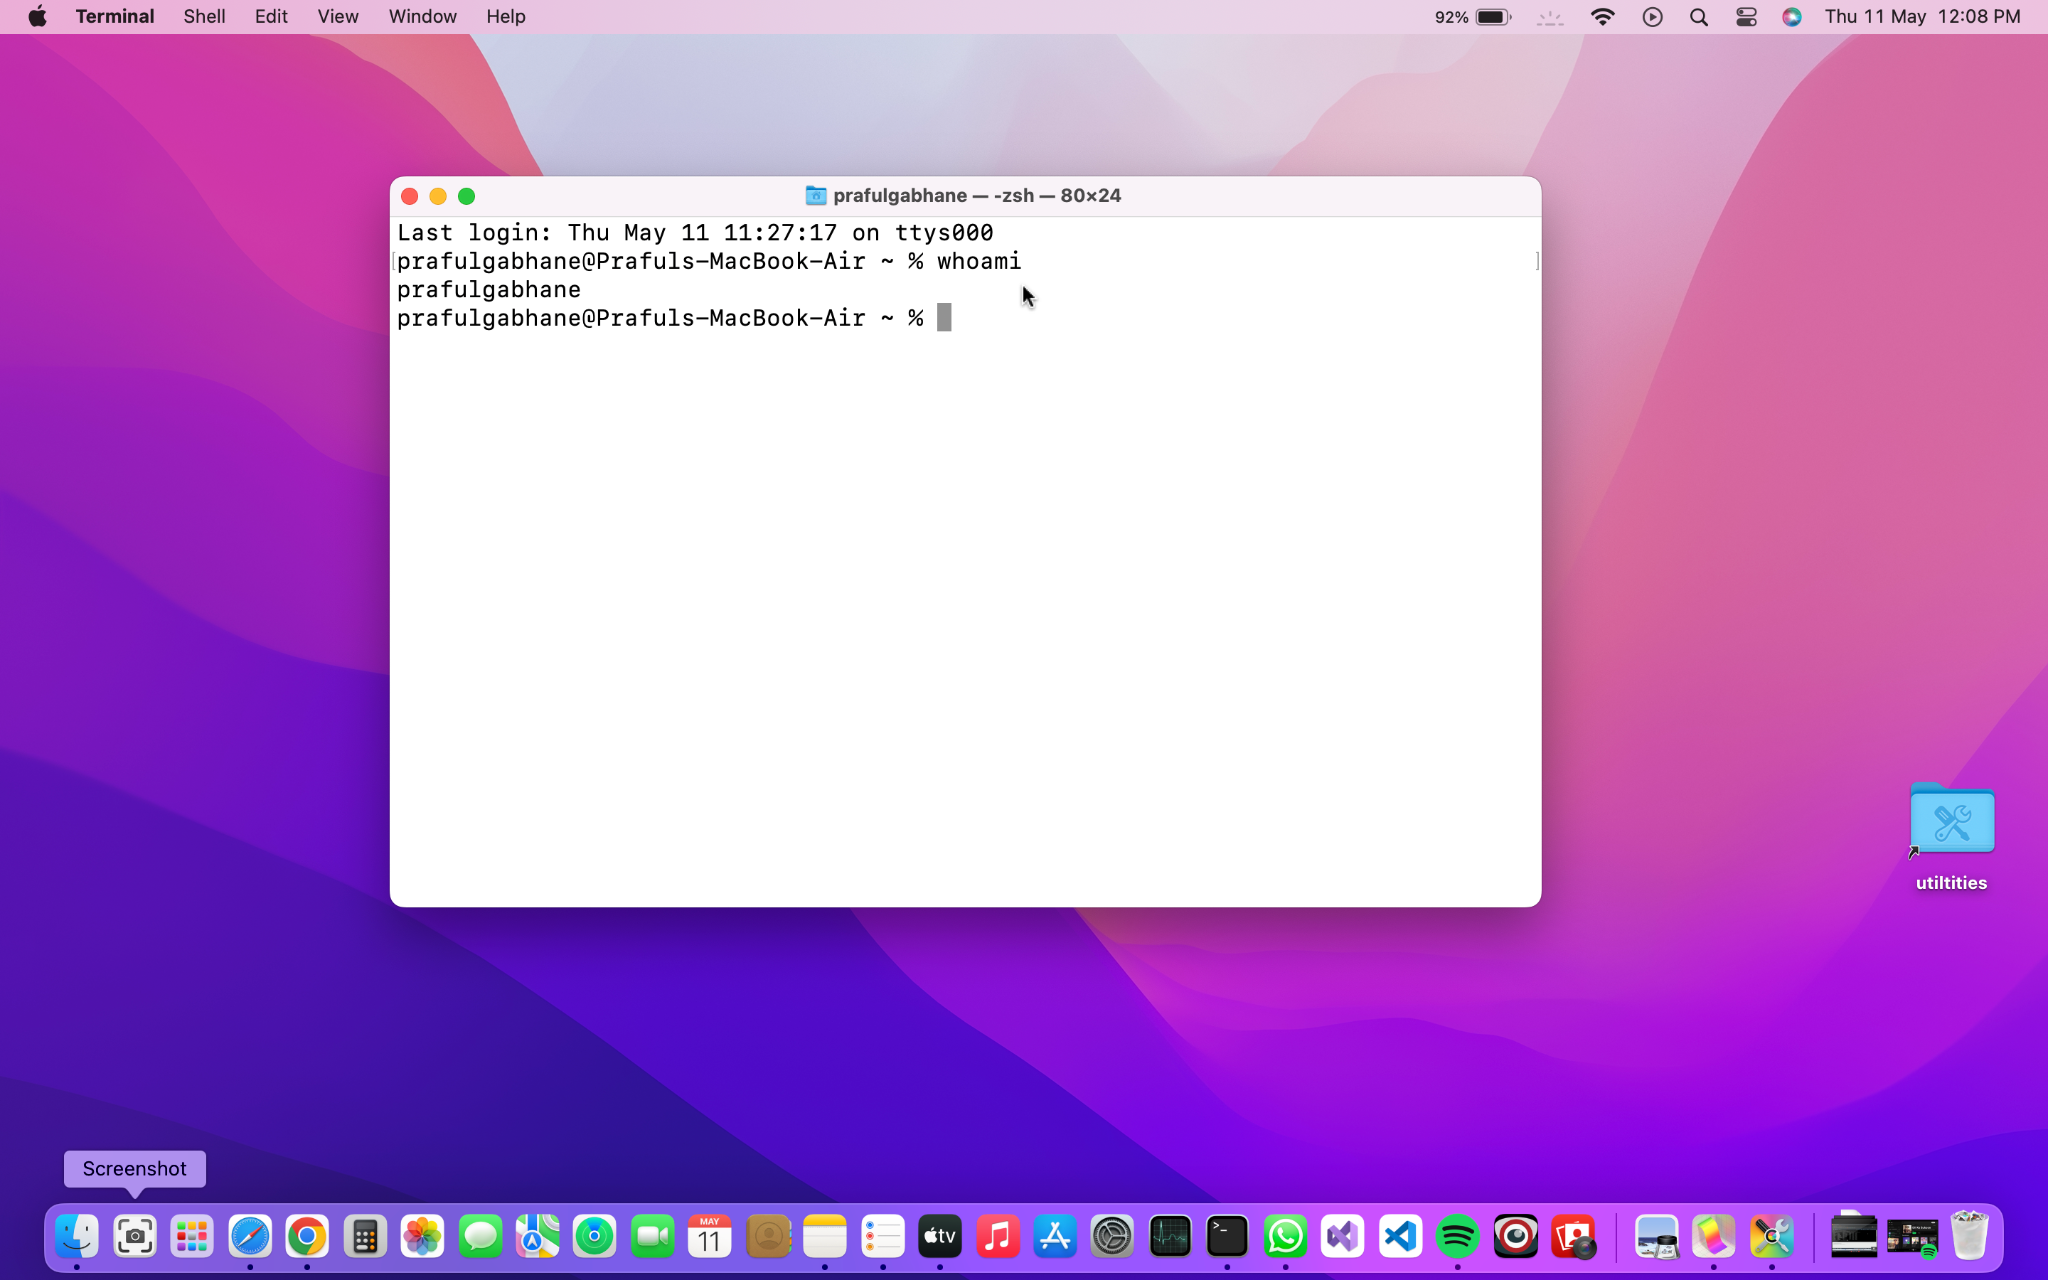 Terminal Shell Edit View Window Help 92% Thu 11 May 12:08 PM
prafulgabhane — -zsh — 80×24
Last login: Thu May 11 11:27:17 on ttys000
[prafulgabhane@Prafuls-MacBook-Air ~ % whoami ]
prafulgabhane
prafulgabhane@Prafuls-MacBook-Air ~ %
utiltities
Screenshot
MAY
11
tv
>_